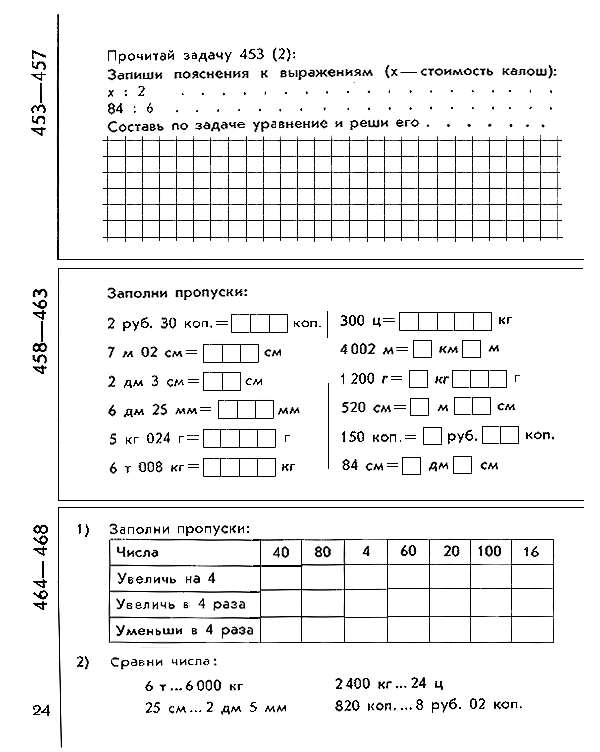 453—457
Прочитай задачу 453 (2):
Запиши пояснения к выражениям (x — стоимость калош):
x : 2 . . . . . . . . . . . . . . . . . . .
84 : 6 . . . . . . . . . . . . . . . . . . .
Составь по задаче уравнение и реши его . . . . . . .
458—463
Заполни пропуски:
2 руб. 30 коп. = коп.
7 м 02 см = см
2 дм 3 см = см
6 дм 25 мм = мм
5 кг 024 г = г
6 т 008 кг = кг
300 ц = кг
4 002 м = км м
1 200 г = кг г
520 см = м см
150 коп. = руб. коп.
84 см = дм см
464—468
1) Заполни пропуски:
Числа 40 80 4 60 20 100 16
Увеличь на 4
Увеличь в 4 раза
Уменьши в 4 раза
2) Сравни числа:
6 т...6 000 кг 2 400 кг...24 ц
25 см...2 дм 5 мм 820 коп....8 руб. 02 коп.
24